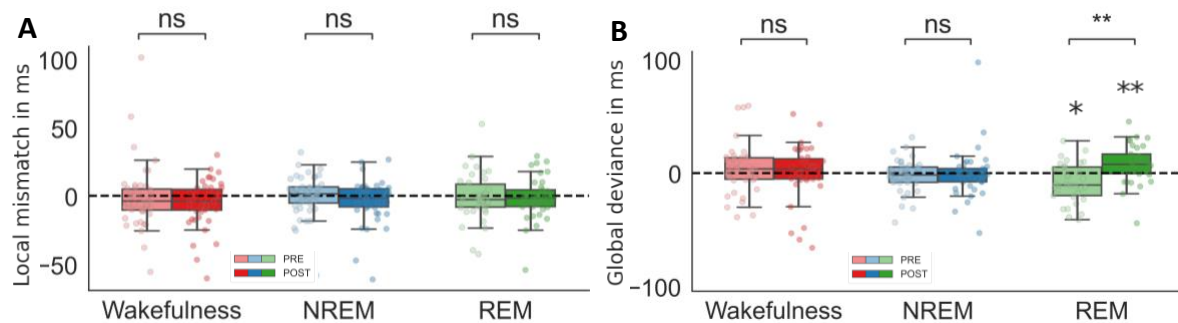 A
ns
ns
ns
Local mismatch in ms
100
50
0
−50
PRE
POST
Wakefulness
NREM
REM
B
ns
ns
**
Global deviance in ms
100
50
0
−100
*
**
PRE
POST
Wakefulness
NREM
REM